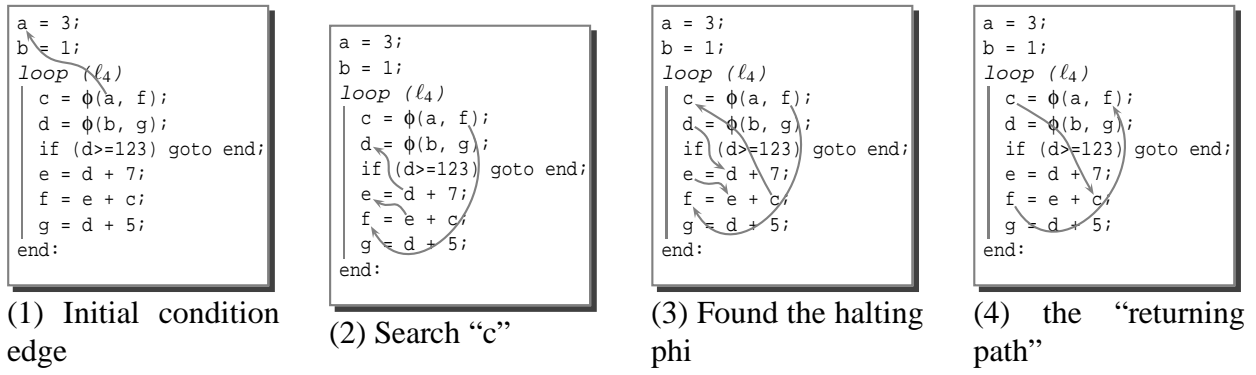 a = 3;
b = 1;
loop (ℓ4)
c = ϕ(a, f);
d = ϕ(b, g);
if (d>=123) goto end;
e = d + 7;
f = e + c;
g = d + 5;
end:
(1) Initial condition
edge
a = 3;
b = 1;
loop (ℓ4)
c = ϕ(a, f);
d = ϕ(b, g);
if (d>=123) goto end;
e = d + 7;
f = e + c;
g = d + 5;
end:
(2) Search “c”
a = 3;
b = 1;
loop (ℓ4)
c = ϕ(a, f);
d = ϕ(b, g);
if (d>=123) goto end;
e = d + 7;
f = e + c;
g = d + 5;
end:
(3) Found the halting
phi
a = 3;
b = 1;
loop (ℓ4)
c = ϕ(a, f);
d = ϕ(b, g);
if (d>=123) goto end;
e = d + 7;
f = e + c;
g = d + 5;
end:
(4) the “returning
path”